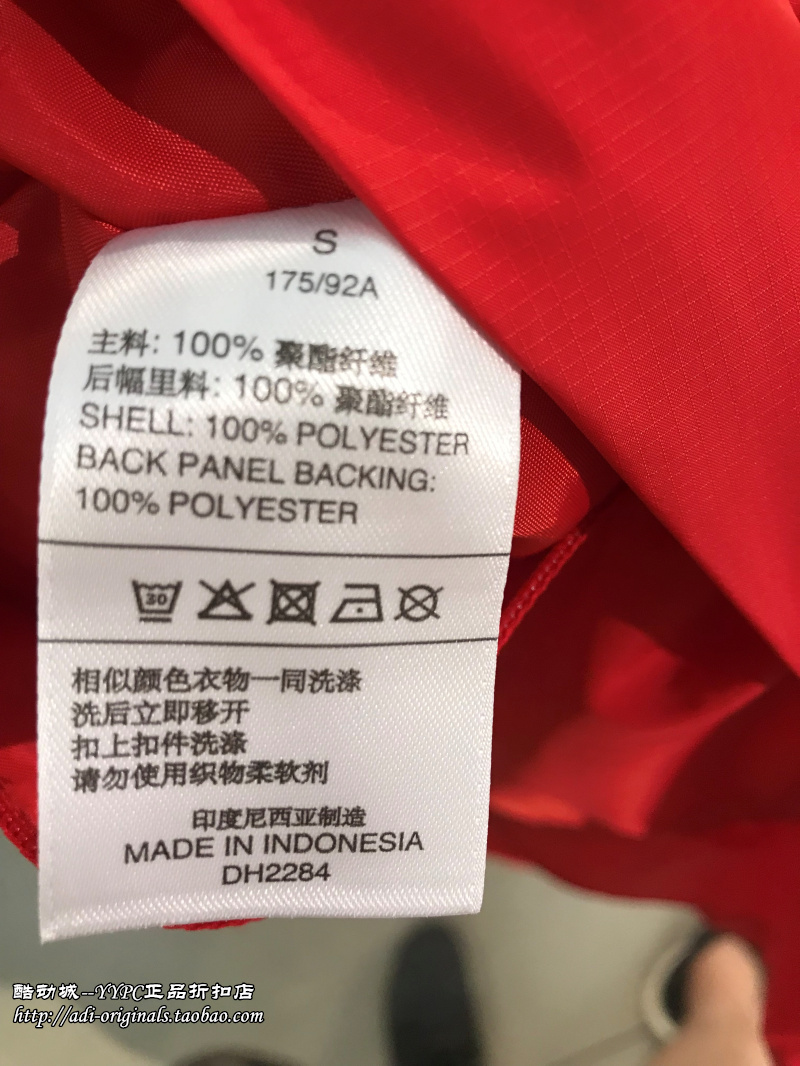 S
175/92A
主料: 100% 聚酯纤维
后幅里料: 100% 聚酯纤维
SHELL: 100% POLYESTER
BACK PANEL BACKING:
100% POLYESTER
30
相似颜色衣物一同洗涤
洗后立即移开
扣上扣件洗涤
请勿使用织物柔软剂
印度尼西亚制造
MADE IN INDONESIA
DH2284
酷动城--YYPC正品折扣店
http://adi-originals.taobao.com/